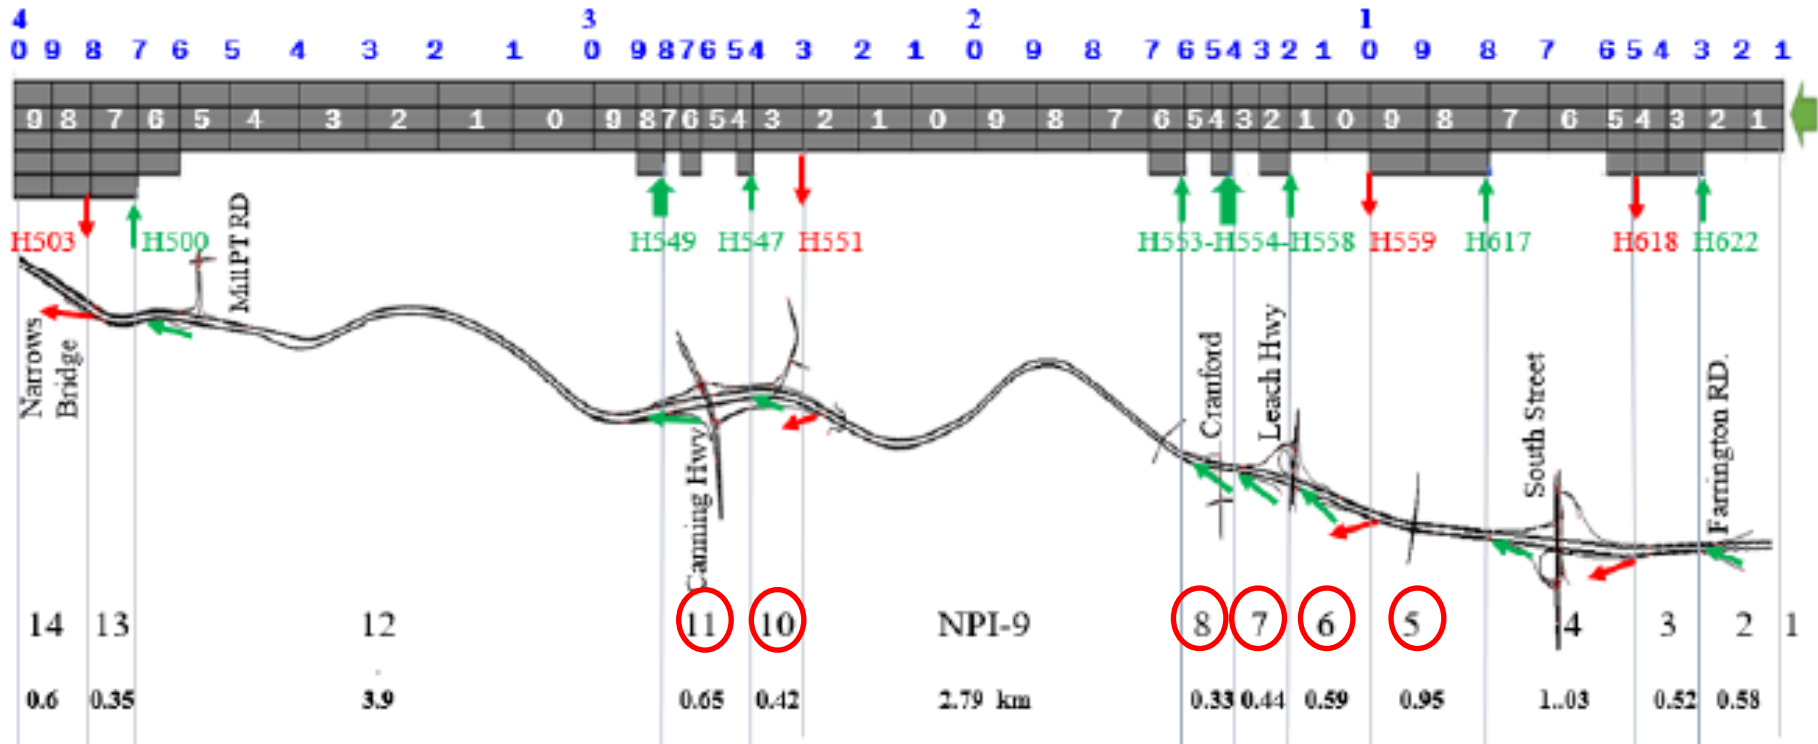 4 3 2 1
0 9 8 7 6 5 4 3 2 1 0 9 8 7 6 5 4 3 2 1 0 9 8 7 6 5 4 3 2 1 0 9 8 7 6 5 4 3 2 1
9 8 7 6 5 4 3 2 1 0 9 8 7 6 5 4 3 2 1 0 9 8 7 6 5 4 3 2 1 0 9 8 7 6 5 4 3 2 1
H503 H500 H549 H547 H551 H553-H554-H558 H559 H617 H618 H622
Narrows
Bridge
MillPT RD
Canning Hwy
Cranford
Leach Hwy
South Street
Farrington RD.
14 13 12 11 10 NPI-9 8 7 6 5 4 3 2 1
0.6 0.35 3.9 0.65 0.42 2.79 km 0.33 0.44 0.59 0.95 1..03 0.52 0.58